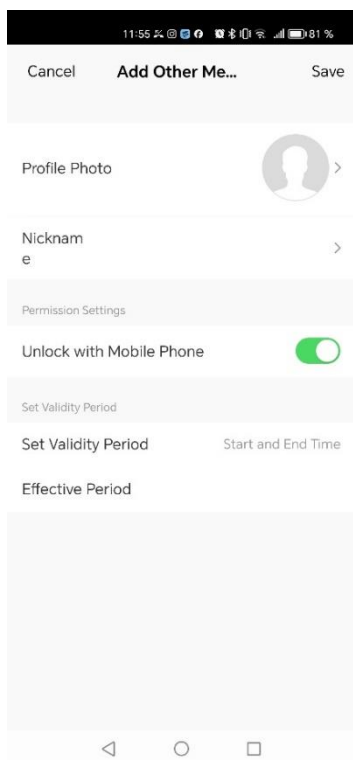 11:55 81 %
Cancel Add Other Me... Save
Profile Photo
Nicknam
e
Permission Settings
Unlock with Mobile Phone
Set Validity Period
Set Validity Period Start and End Time
Effective Period